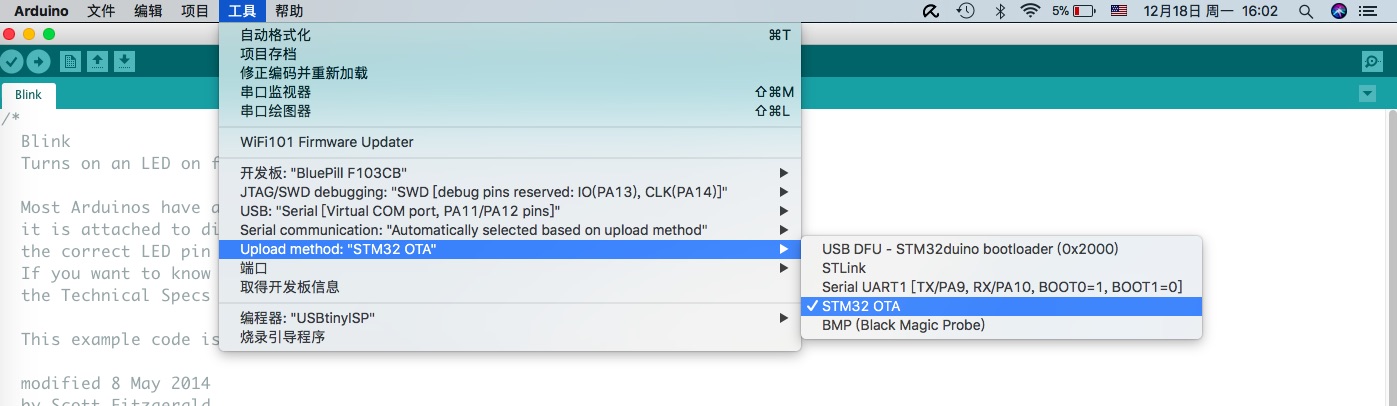 Arduino 文件 编辑 项目 工具 帮助 5% 12月18日 周一 16:02
自动格式化 ⌘T
项目存档
修正编码并重新加载
串口监视器 ⇧⌘M
串口绘图器 ⇧⌘L
WiFi101 Firmware Updater
开发板: "BluePill F103CB"
JTAG/SWD debugging: "SWD [debug pins reserved: IO(PA13), CLK(PA14)]"
USB: "Serial [Virtual COM port, PA11/PA12 pins]"
Serial communication: "Automatically selected based on upload method"
Upload method: "STM32 OTA"
端口
取得开发板信息
编程器: "USBtinyISP"
烧录引导程序
USB DFU - STM32duino bootloader (0x2000)
STLink
Serial UART1 [TX/PA9, RX/PA10, BOOT0=1, BOOT1=0]
✓ STM32 OTA
BMP (Black Magic Probe)
Blink
/*
Blink
Turns on an LED on f
Most Arduinos have a
it is attached to di
the correct LED pin
If you want to know
the Technical Specs
This example code is
modified 8 May 2014
by Scott Fitzgerald